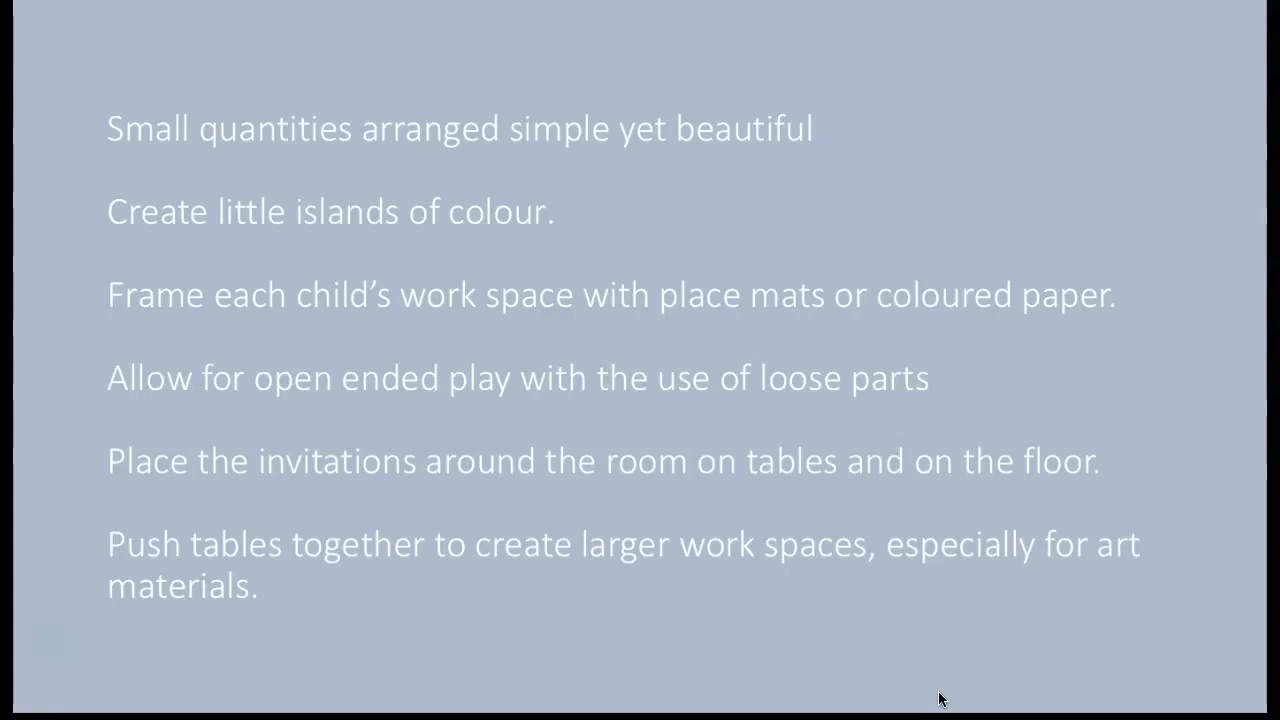 Small quantities arranged simple yet beautiful
Create little islands of colour.
Frame each child’s work space with place mats or coloured paper.
Allow for open ended play with the use of loose parts
Place the invitations around the room on tables and on the floor.
Push tables together to create larger work spaces, especially for art
materials.